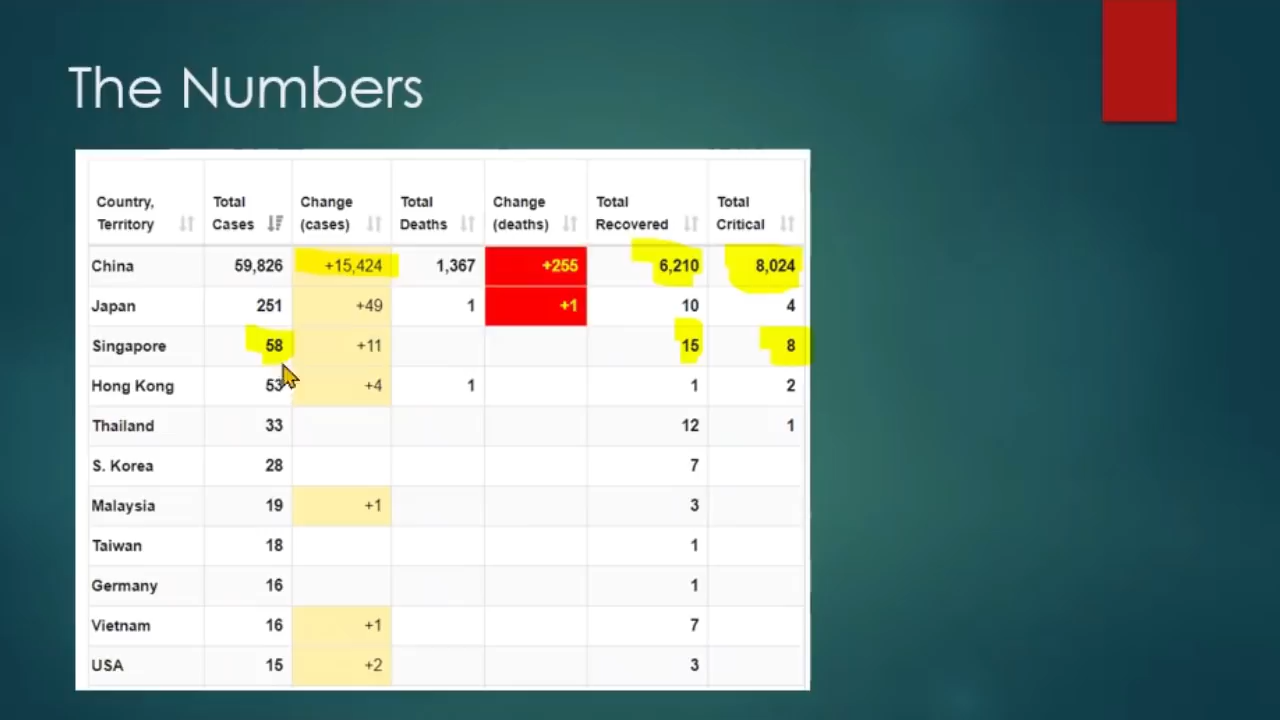 The Numbers
Country, Total Change Total Change Total Total
Territory Cases (cases) Deaths (deaths) Recovered Critical
China 59,826 +15,424 1,367 +255 6,210 8,024
Japan 251 +49 1 +1 10 4
Singapore 58 +11 15 8
Hong Kong 53 +4 1 1 2
Thailand 33 12 1
S. Korea 28 7
Malaysia 19 +1 3
Taiwan 18 1
Germany 16 1
Vietnam 16 +1 7
USA 15 +2 3